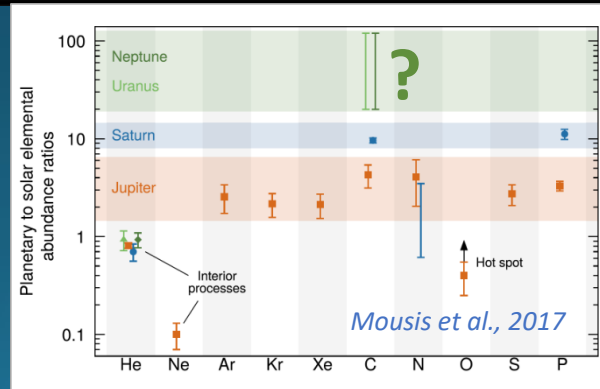 Planetary to solar elemental
abundance ratios
100
10
1
0.1
Neptune
Uranus
?
Saturn
Jupiter
Interior
processes
Hot spot
Mousis et al., 2017
He Ne Ar Kr Xe C N O S P